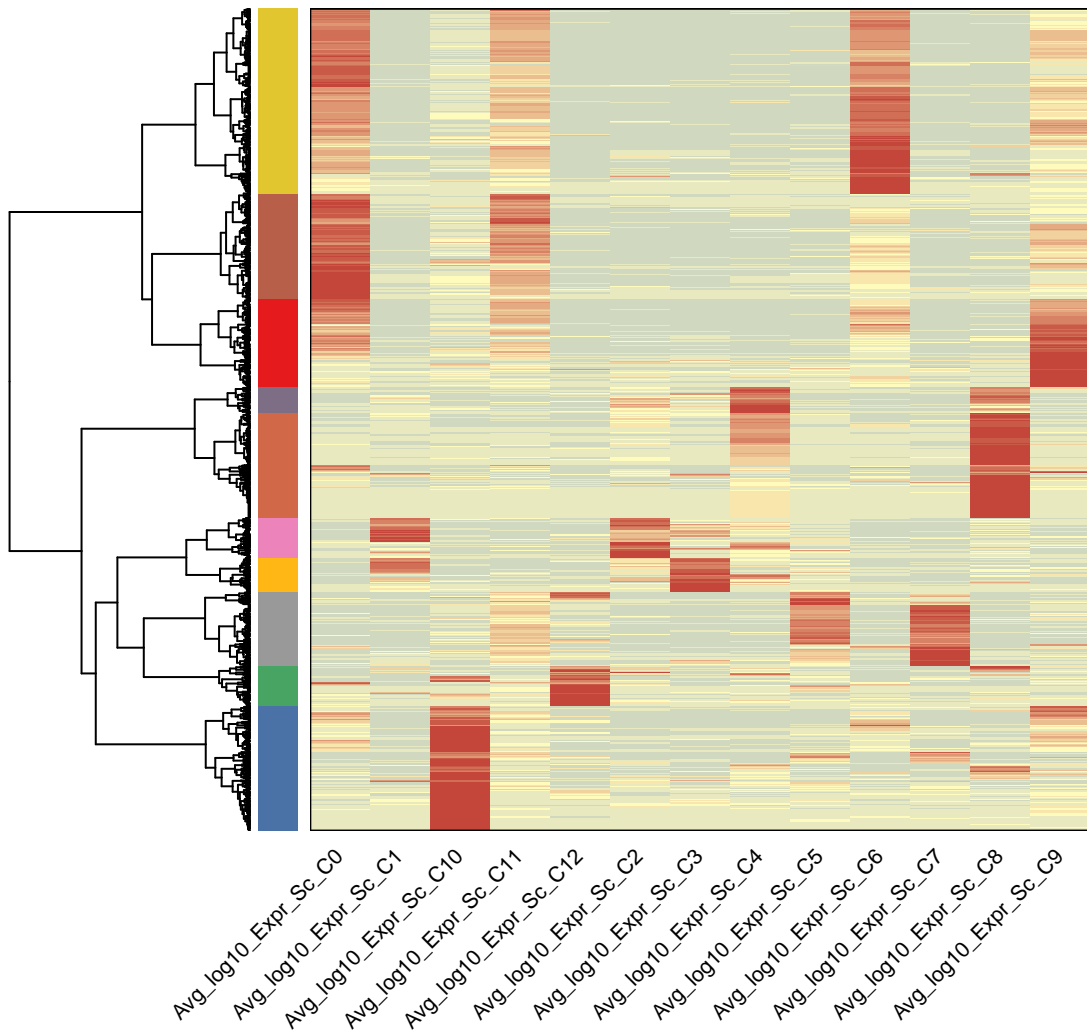 Avg_log10_Expr_Sc_C0
Avg_log10_Expr_Sc_C1
Avg_log10_Expr_Sc_C10
Avg_log10_Expr_Sc_C11
Avg_log10_Expr_Sc_C12
Avg_log10_Expr_Sc_C2
Avg_log10_Expr_Sc_C3
Avg_log10_Expr_Sc_C4
Avg_log10_Expr_Sc_C5
Avg_log10_Expr_Sc_C6
Avg_log10_Expr_Sc_C7
Avg_log10_Expr_Sc_C8
Avg_log10_Expr_Sc_C9